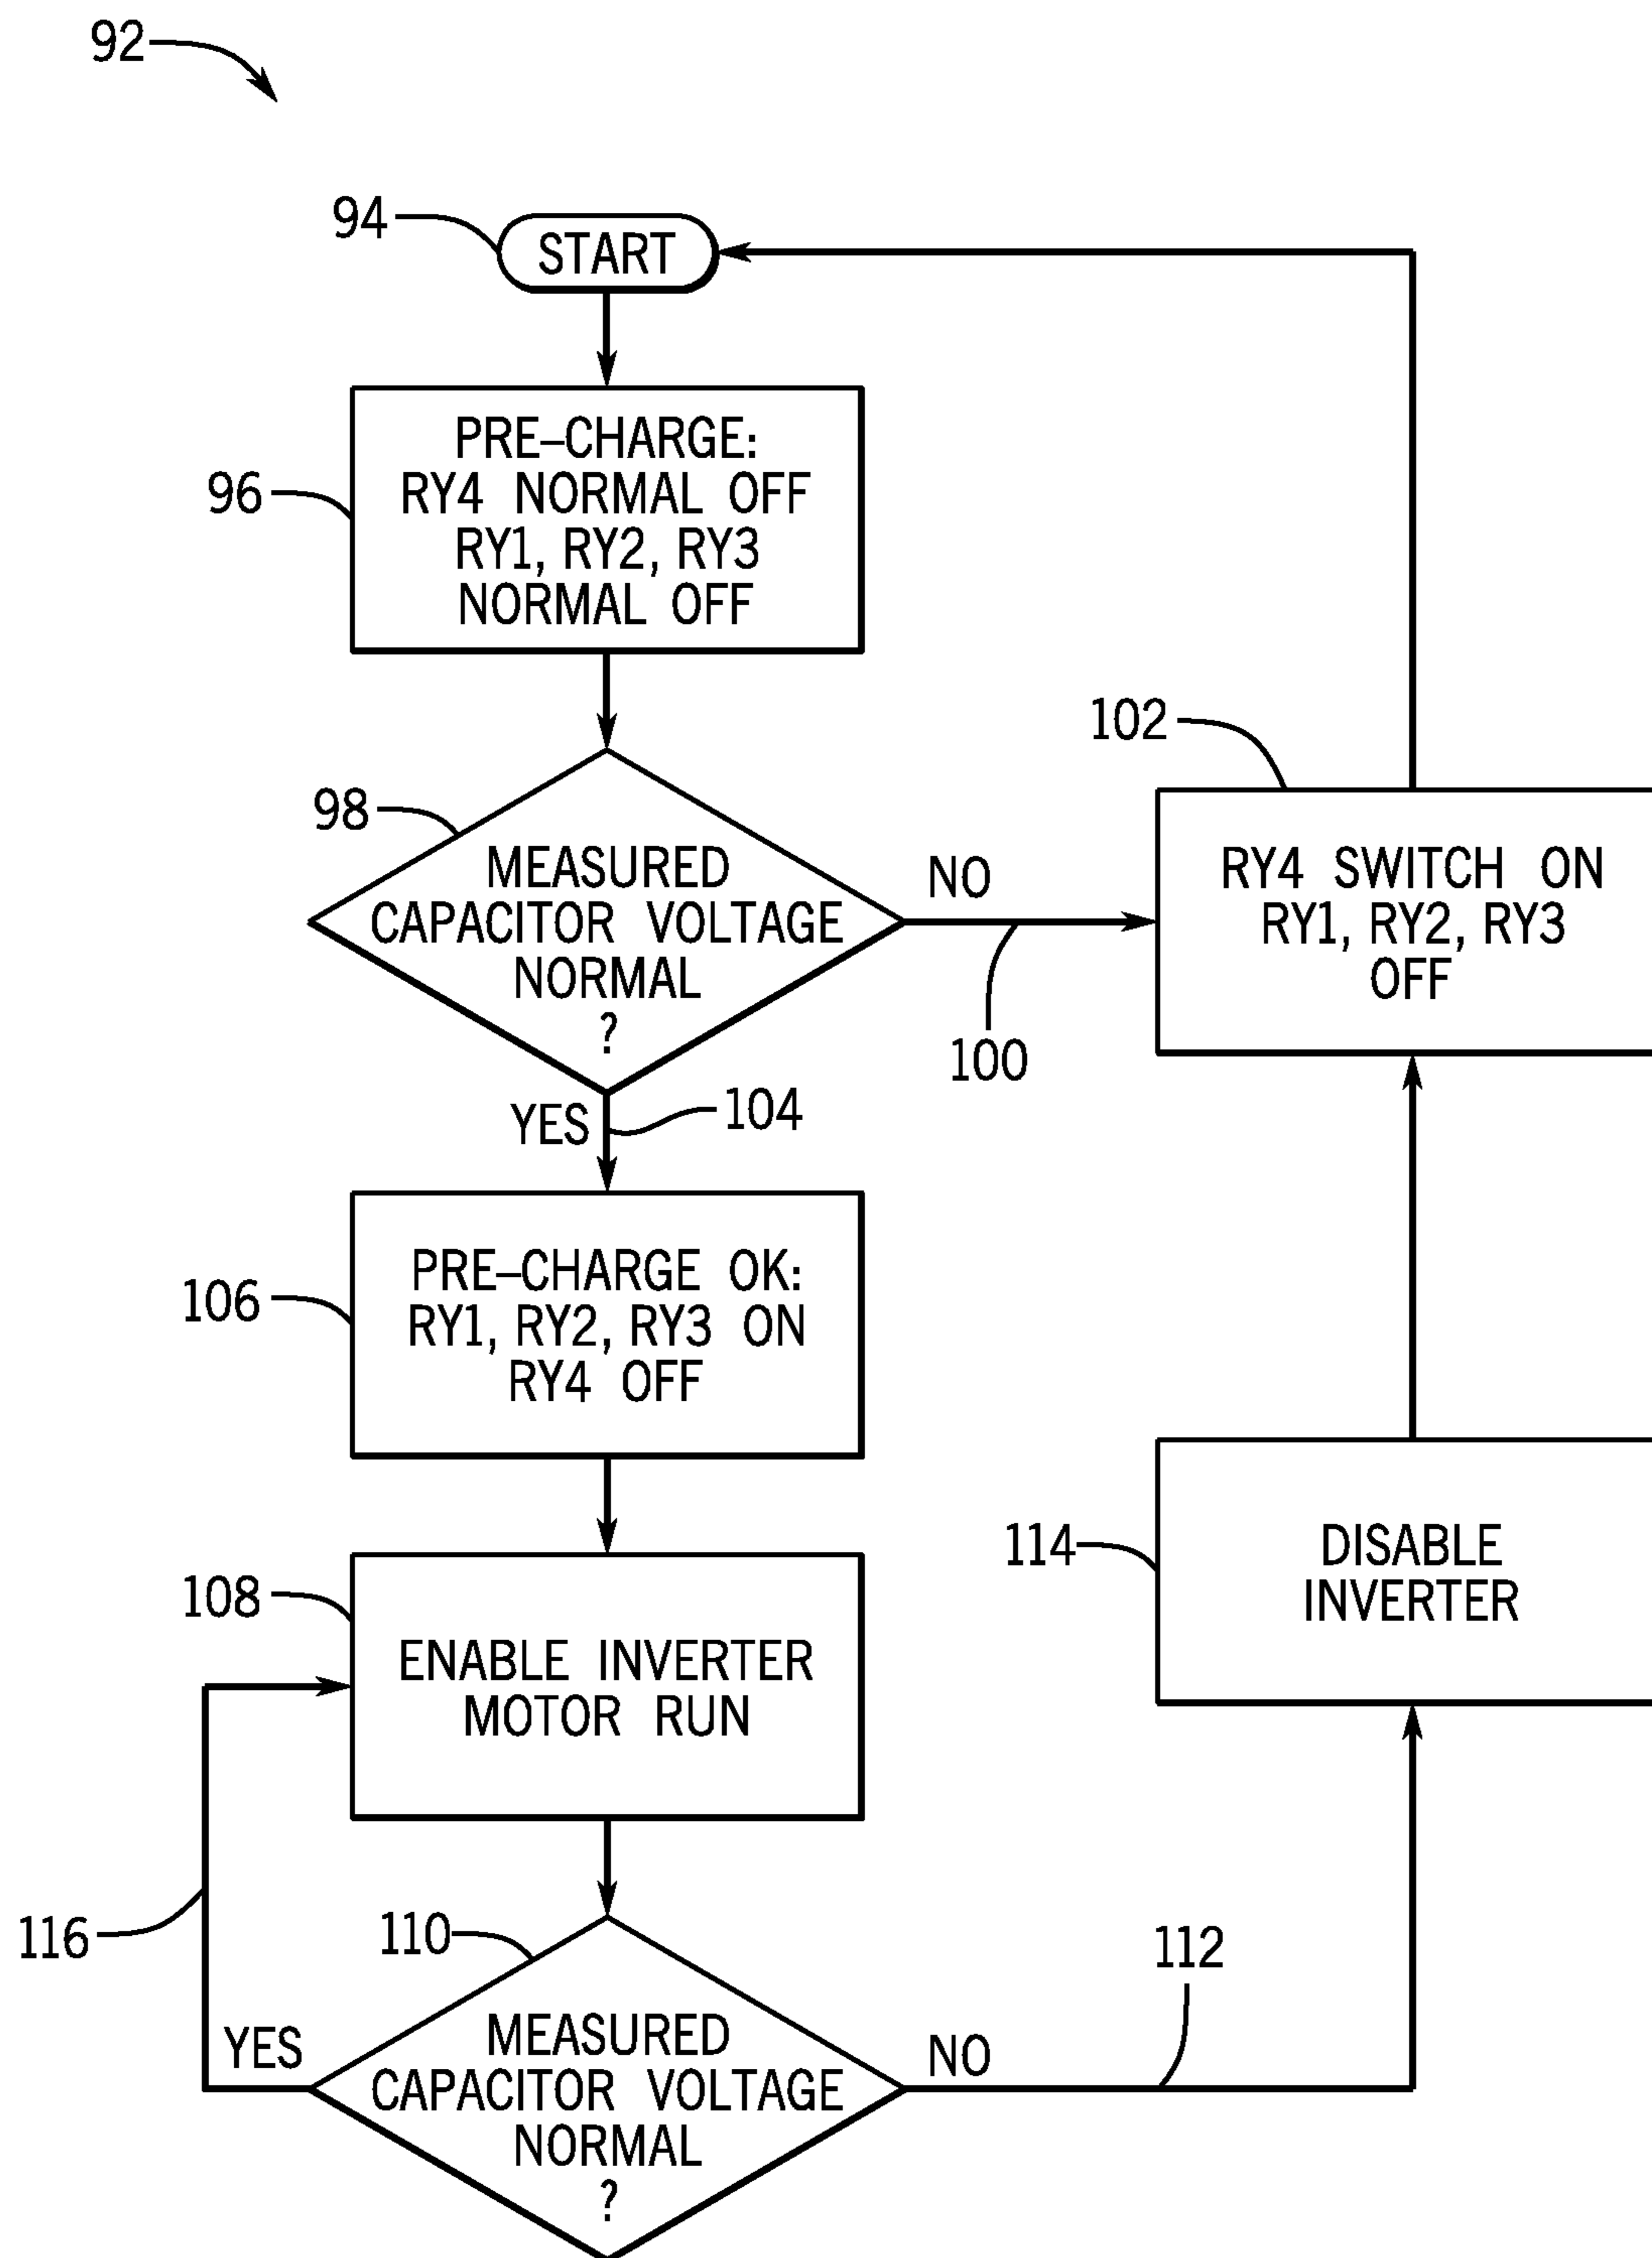 92
94
START
96
PRE–CHARGE:
RY4 NORMAL OFF
RY1, RY2, RY3
NORMAL OFF
98
MEASURED
CAPACITOR VOLTAGE
NORMAL
?
NO
100
102
RY4 SWITCH ON
RY1, RY2, RY3
OFF
YES
104
106
PRE–CHARGE OK:
RY1, RY2, RY3 ON
RY4 OFF
108
ENABLE INVERTER
MOTOR RUN
114
DISABLE
INVERTER
116
110
MEASURED
CAPACITOR VOLTAGE
NORMAL
?
YES
NO
112